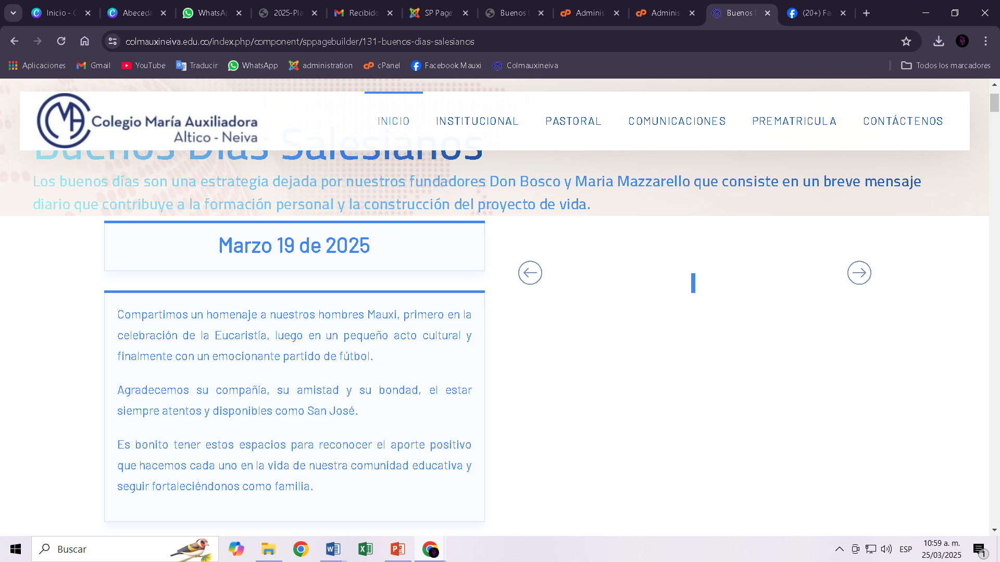 Inicio - C
Abeceda
WhatsAp
2025-Pla
Recibido
SP Page
Buenos D
Adminis
Adminis
Buenos D
(20+) Fa
colmauxineiva.edu.co/index.php/component/sppagebuilder/131-buenos-dias-salesianos
Aplicaciones
Gmail
YouTube
Traducir
WhatsApp
administration
cPanel
Facebook Mauxi
Colmauxineiva
Todos los marcadores
Colegio María Auxiliadora
Altico - Neiva
INICIO
INSTITUCIONAL
PASTORAL
COMUNICACIONES
PREMATRICULA
CONTÁCTENOS
Buenos Días Salesianos
Los buenos días son una estrategia dejada por nuestros fundadores Don Bosco y Maria Mazzarello que consiste en un breve mensaje
diario que contribuye a la formación personal y la construcción del proyecto de vida.
Marzo 19 de 2025
Compartimos un homenaje a nuestros hombres Mauxi, primero en la
celebración de la Eucaristía, luego en un pequeño acto cultural y
finalmente con un emocionante partido de fútbol.
Agradecemos su compañía, su amistad y su bondad, el estar
siempre atentos y disponibles como San José.
Es bonito tener estos espacios para reconocer el aporte positivo
que hacemos cada uno en la vida de nuestra comunidad educativa y
seguir fortaleciéndonos como familia.
Buscar
ESP
10:59 a. m.
25/03/2025
1